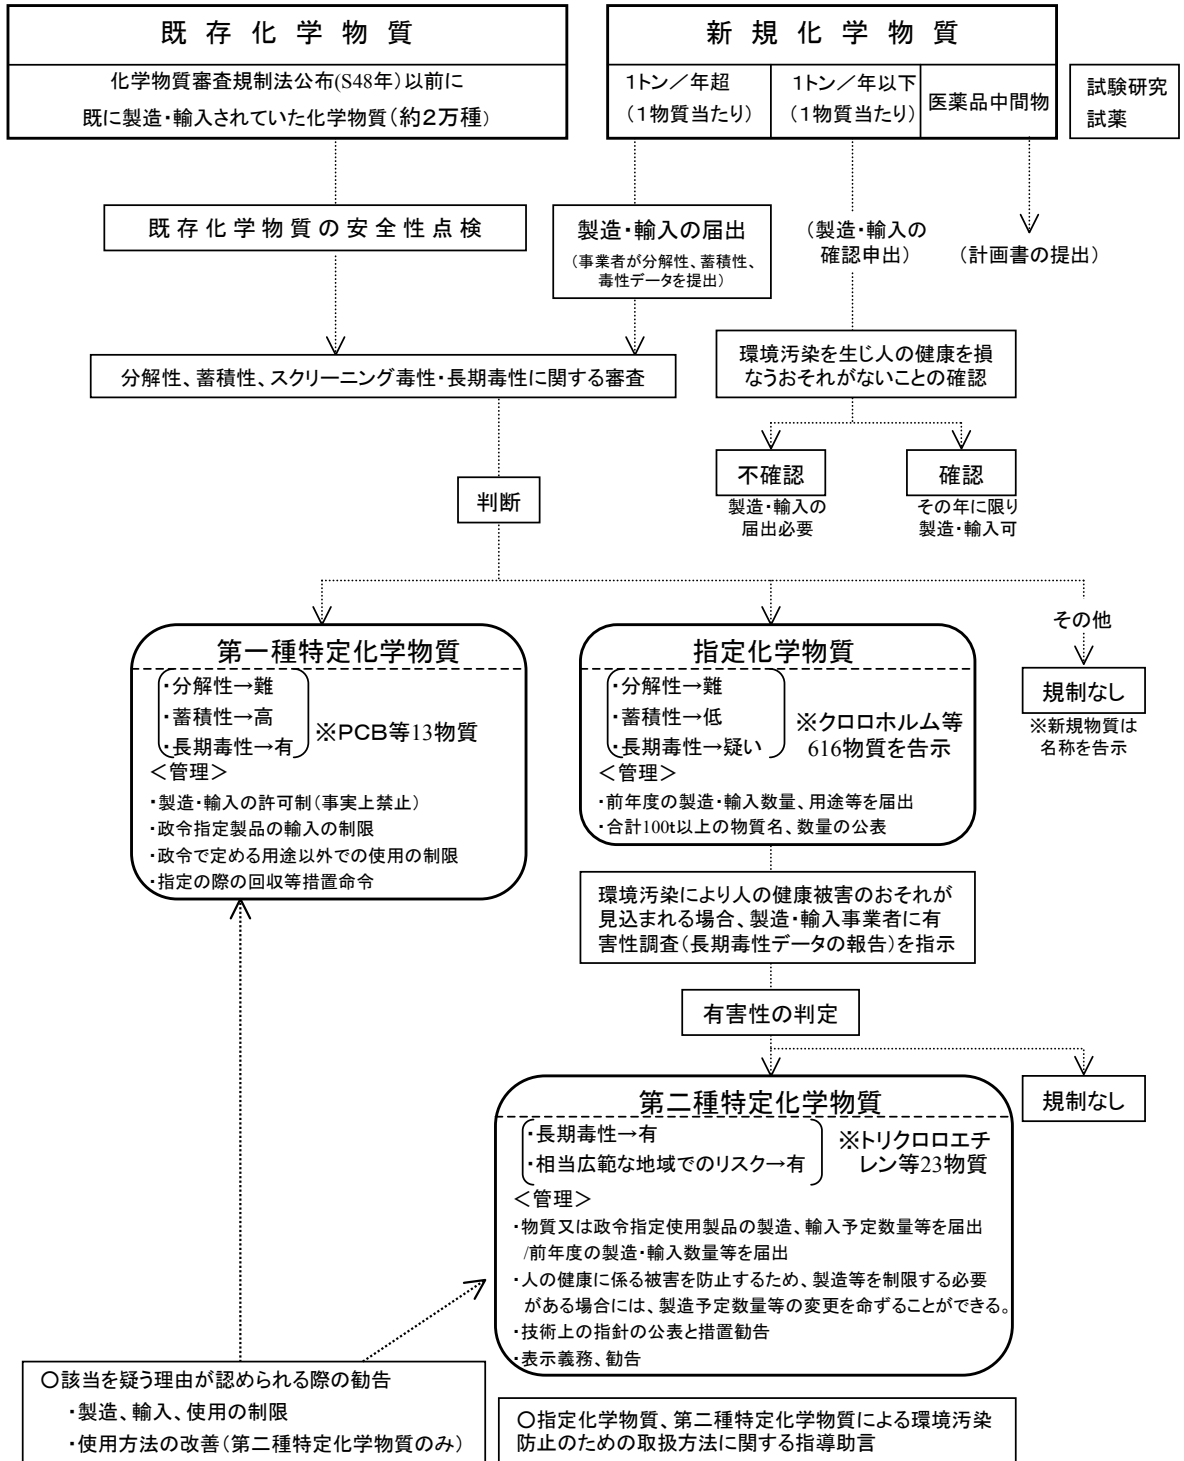 既存化学物質
化学物質審査規制法公布(S48年)以前に
既に製造・輸入されていた化学物質(約2万種)
新規化学物質
1トン/年超
(1物質当たり)
1トン/年以下
(1物質当たり)
医薬品中間物
試験研究
試薬
既存化学物質の安全性点検
製造・輸入の届出
(事業者が分解性、蓄積性、
毒性データを提出)
(製造・輸入の
確認申出)
(計画書の提出)
分解性、蓄積性、スクリーニング毒性・長期毒性に関する審査
環境汚染を生じ人の健康を損
なうおそれがないことの確認
不確認
製造・輸入の
届出必要
確認
その年に限り
製造・輸入可
判断
第一種特定化学物質
・分解性→難
・蓄積性→高
・長期毒性→有
※PCB等13物質
<管理>
・製造・輸入の許可制(事実上禁止)
・政令指定製品の輸入の制限
・政令で定める用途以外での使用の制限
・指定の際の回収等措置命令
指定化学物質
・分解性→難
・蓄積性→低
・長期毒性→疑い
※クロロホルム等
616物質を告示
<管理>
・前年度の製造・輸入数量、用途等を届出
・合計100t以上の物質名、数量の公表
その他
規制なし
※新規物質は
名称を告示
環境汚染により人の健康被害のおそれが
見込まれる場合、製造・輸入事業者に有
害性調査(長期毒性データの報告)を指示
有害性の判定
第二種特定化学物質
・長期毒性→有
・相当広範な地域でのリスク→有
※トリクロロエチ
レン等23物質
<管理>
・物質又は政令指定使用製品の製造、輸入予定数量等を届出
/前年度の製造・輸入数量等を届出
・人の健康に係る被害を防止するため、製造等を制限する必要
がある場合には、製造予定数量等の変更を命ずることができる。
・技術上の指針の公表と措置勧告
・表示義務、勧告
規制なし
○該当を疑う理由が認められる際の勧告
・製造、輸入、使用の制限
・使用方法の改善(第二種特定化学物質のみ)
○指定化学物質、第二種特定化学物質による環境汚染
防止のための取扱方法に関する指導助言